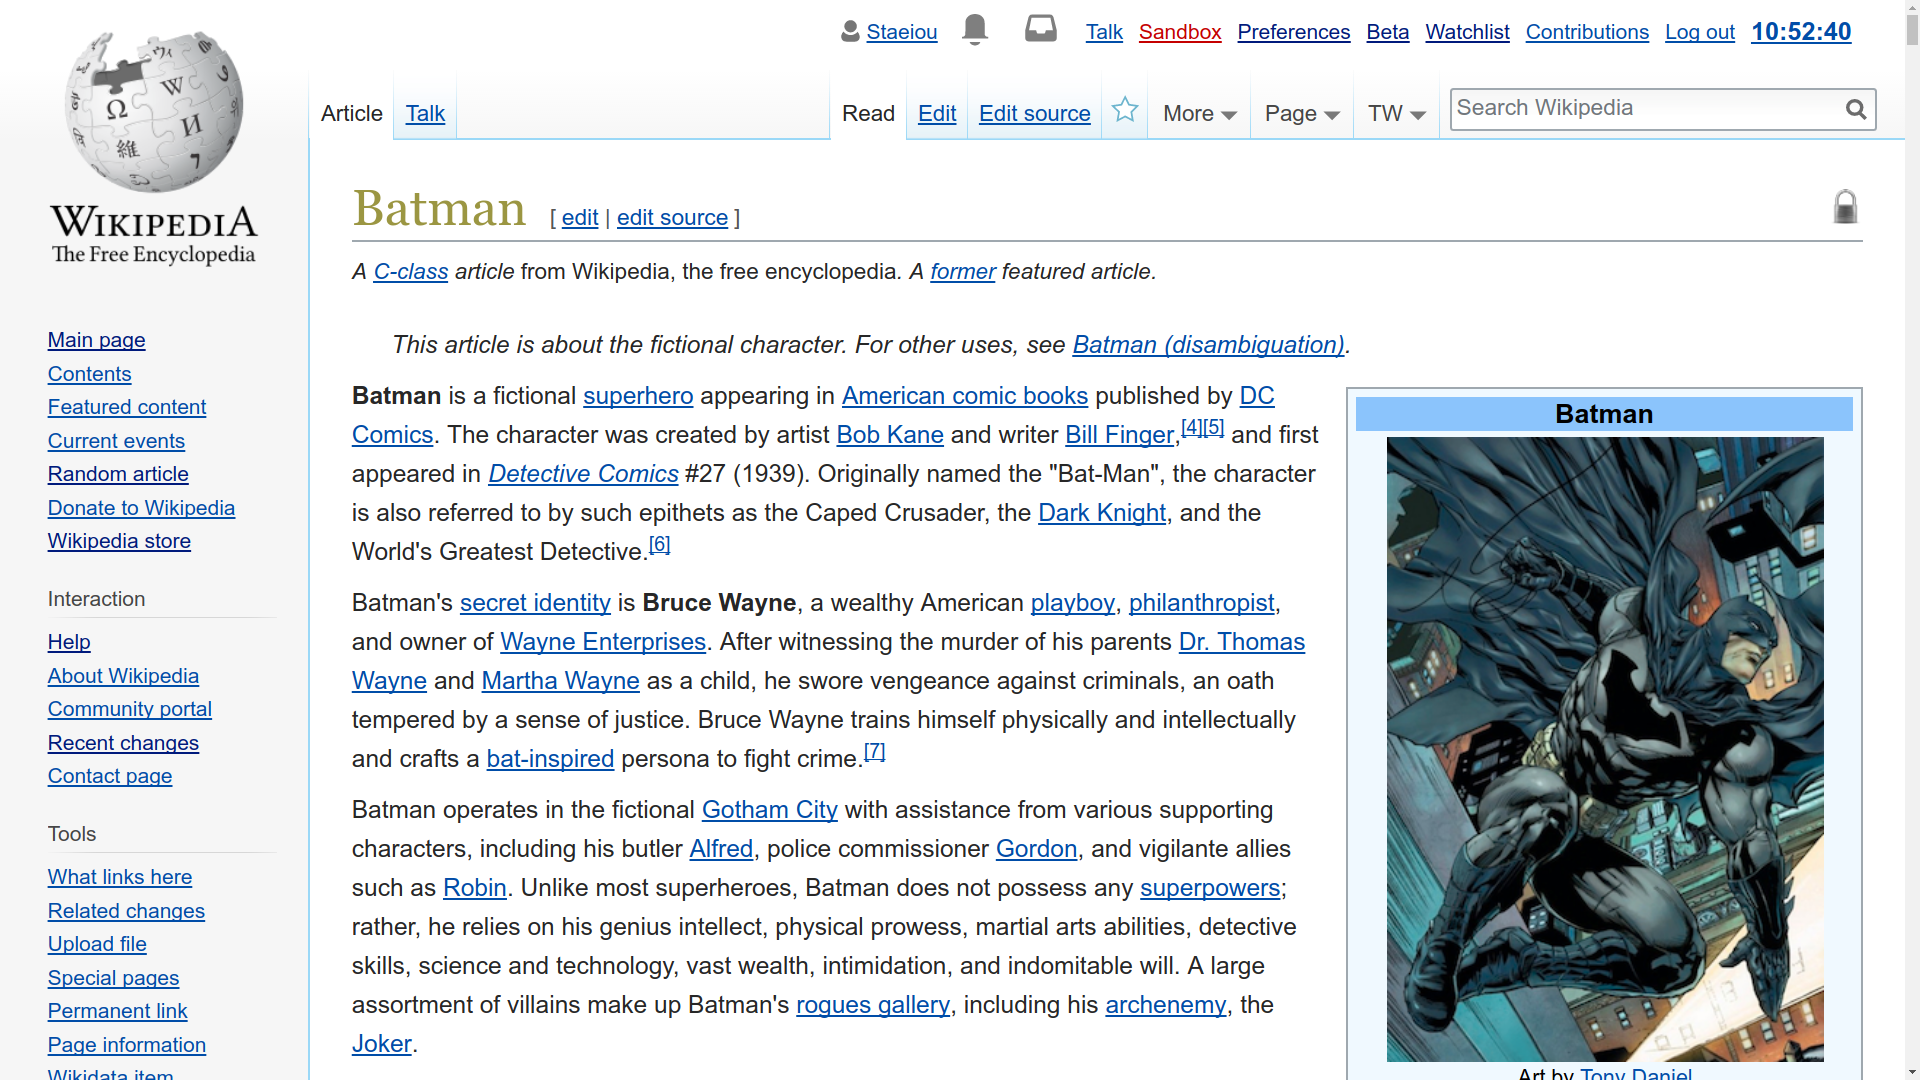 Staeiou Talk Sandbox Preferences Beta Watchlist Contributions Log out 10:52:40
Article Talk Read Edit Edit source More Page TW Search Wikipedia
WIKIPEDIA
The Free Encyclopedia
Main page
Contents
Featured content
Current events
Random article
Donate to Wikipedia
Wikipedia store
Interaction
Help
About Wikipedia
Community portal
Recent changes
Contact page
Tools
What links here
Related changes
Upload file
Special pages
Permanent link
Page information
Wikidata item
Batman [ edit | edit source ]
A C-class article from Wikipedia, the free encyclopedia. A former featured article.
This article is about the fictional character. For other uses, see Batman (disambiguation).
Batman is a fictional superhero appearing in American comic books published by DC
Comics. The character was created by artist Bob Kane and writer Bill Finger,[4][5] and first
appeared in Detective Comics #27 (1939). Originally named the "Bat-Man", the character
is also referred to by such epithets as the Caped Crusader, the Dark Knight, and the
World's Greatest Detective.[6]
Batman's secret identity is Bruce Wayne, a wealthy American playboy, philanthropist,
and owner of Wayne Enterprises. After witnessing the murder of his parents Dr. Thomas
Wayne and Martha Wayne as a child, he swore vengeance against criminals, an oath
tempered by a sense of justice. Bruce Wayne trains himself physically and intellectually
and crafts a bat-inspired persona to fight crime.[7]
Batman operates in the fictional Gotham City with assistance from various supporting
characters, including his butler Alfred, police commissioner Gordon, and vigilante allies
such as Robin. Unlike most superheroes, Batman does not possess any superpowers;
rather, he relies on his genius intellect, physical prowess, martial arts abilities, detective
skills, science and technology, vast wealth, intimidation, and indomitable will. A large
assortment of villains make up Batman's rogues gallery, including his archenemy, the
Joker.
Batman
Art by Tony Daniel